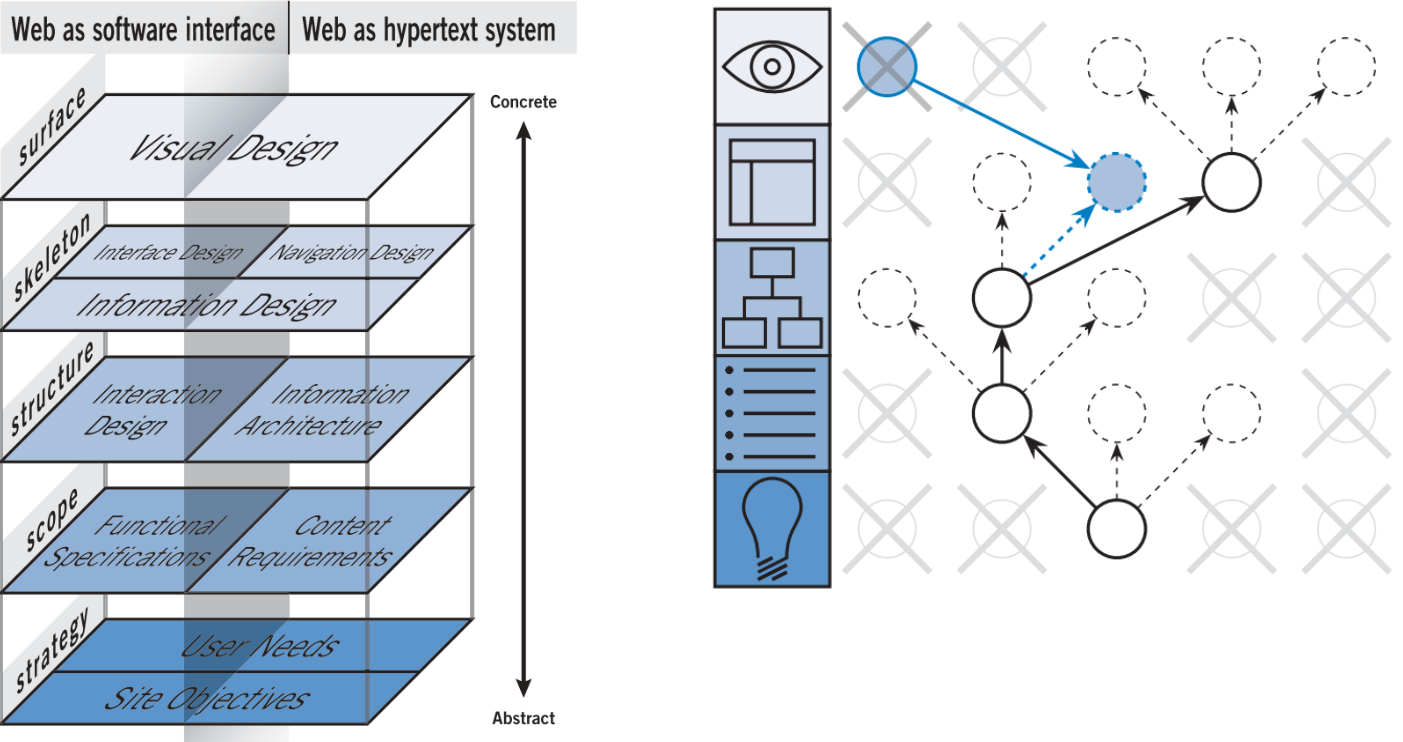 Web as software interface
Web as hypertext system
Concrete
surface
Visual Design
skeleton
Interface Design
Navigation Design
Information Design
structure
Interaction
Design
Information
Architecture
scope
Functional
Specifications
Content
Requirements
strategy
User Needs
Site Objectives
Abstract